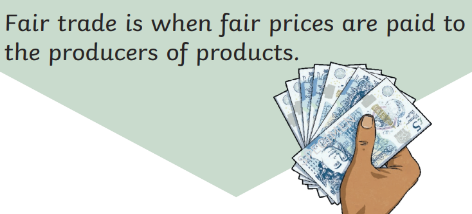 Fair trade is when fair prices are paid to
the producers of products.